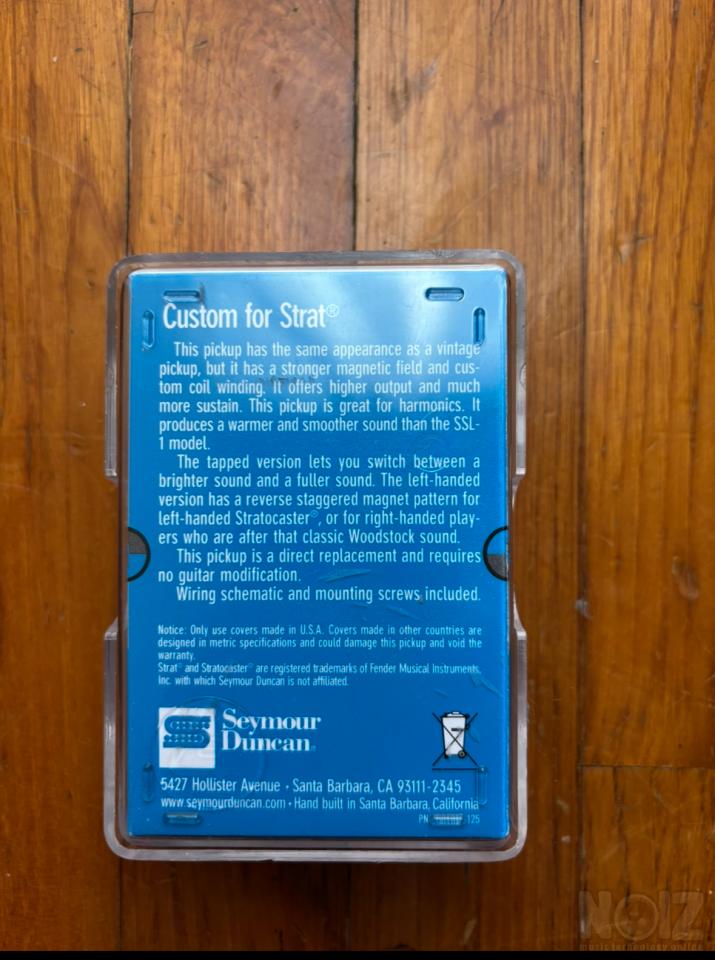 Custom for Strat®
This pickup has the same appearance as a vintage
pickup, but it has a stronger magnetic field and cus-
tom coil winding. It offers higher output and much
more sustain. This pickup is great for harmonics. It
produces a warmer and smoother sound than the SSL-
1 model.
The tapped version lets you switch between a
brighter sound and a fuller sound. The left-handed
version has a reverse staggered magnet pattern for
left-handed Stratocaster®, or for right-handed play-
ers who are after that classic Woodstock sound.
This pickup is a direct replacement and requires
no guitar modification.
Wiring schematic and mounting screws included.
Notice: Only use covers made in U.S.A. Covers made in other countries are
designed in metric specifications and could damage this pickup and void the
warranty.
Strat® and Stratocaster® are registered trademarks of Fender Musical Instruments,
Inc. with which Seymour Duncan is not affiliated.
Seymour
Duncan®
5427 Hollister Avenue • Santa Barbara, CA 93111-2345
www.seymourduncan.com • Hand built in Santa Barbara, California
PN 125
NOIZ
music technology online